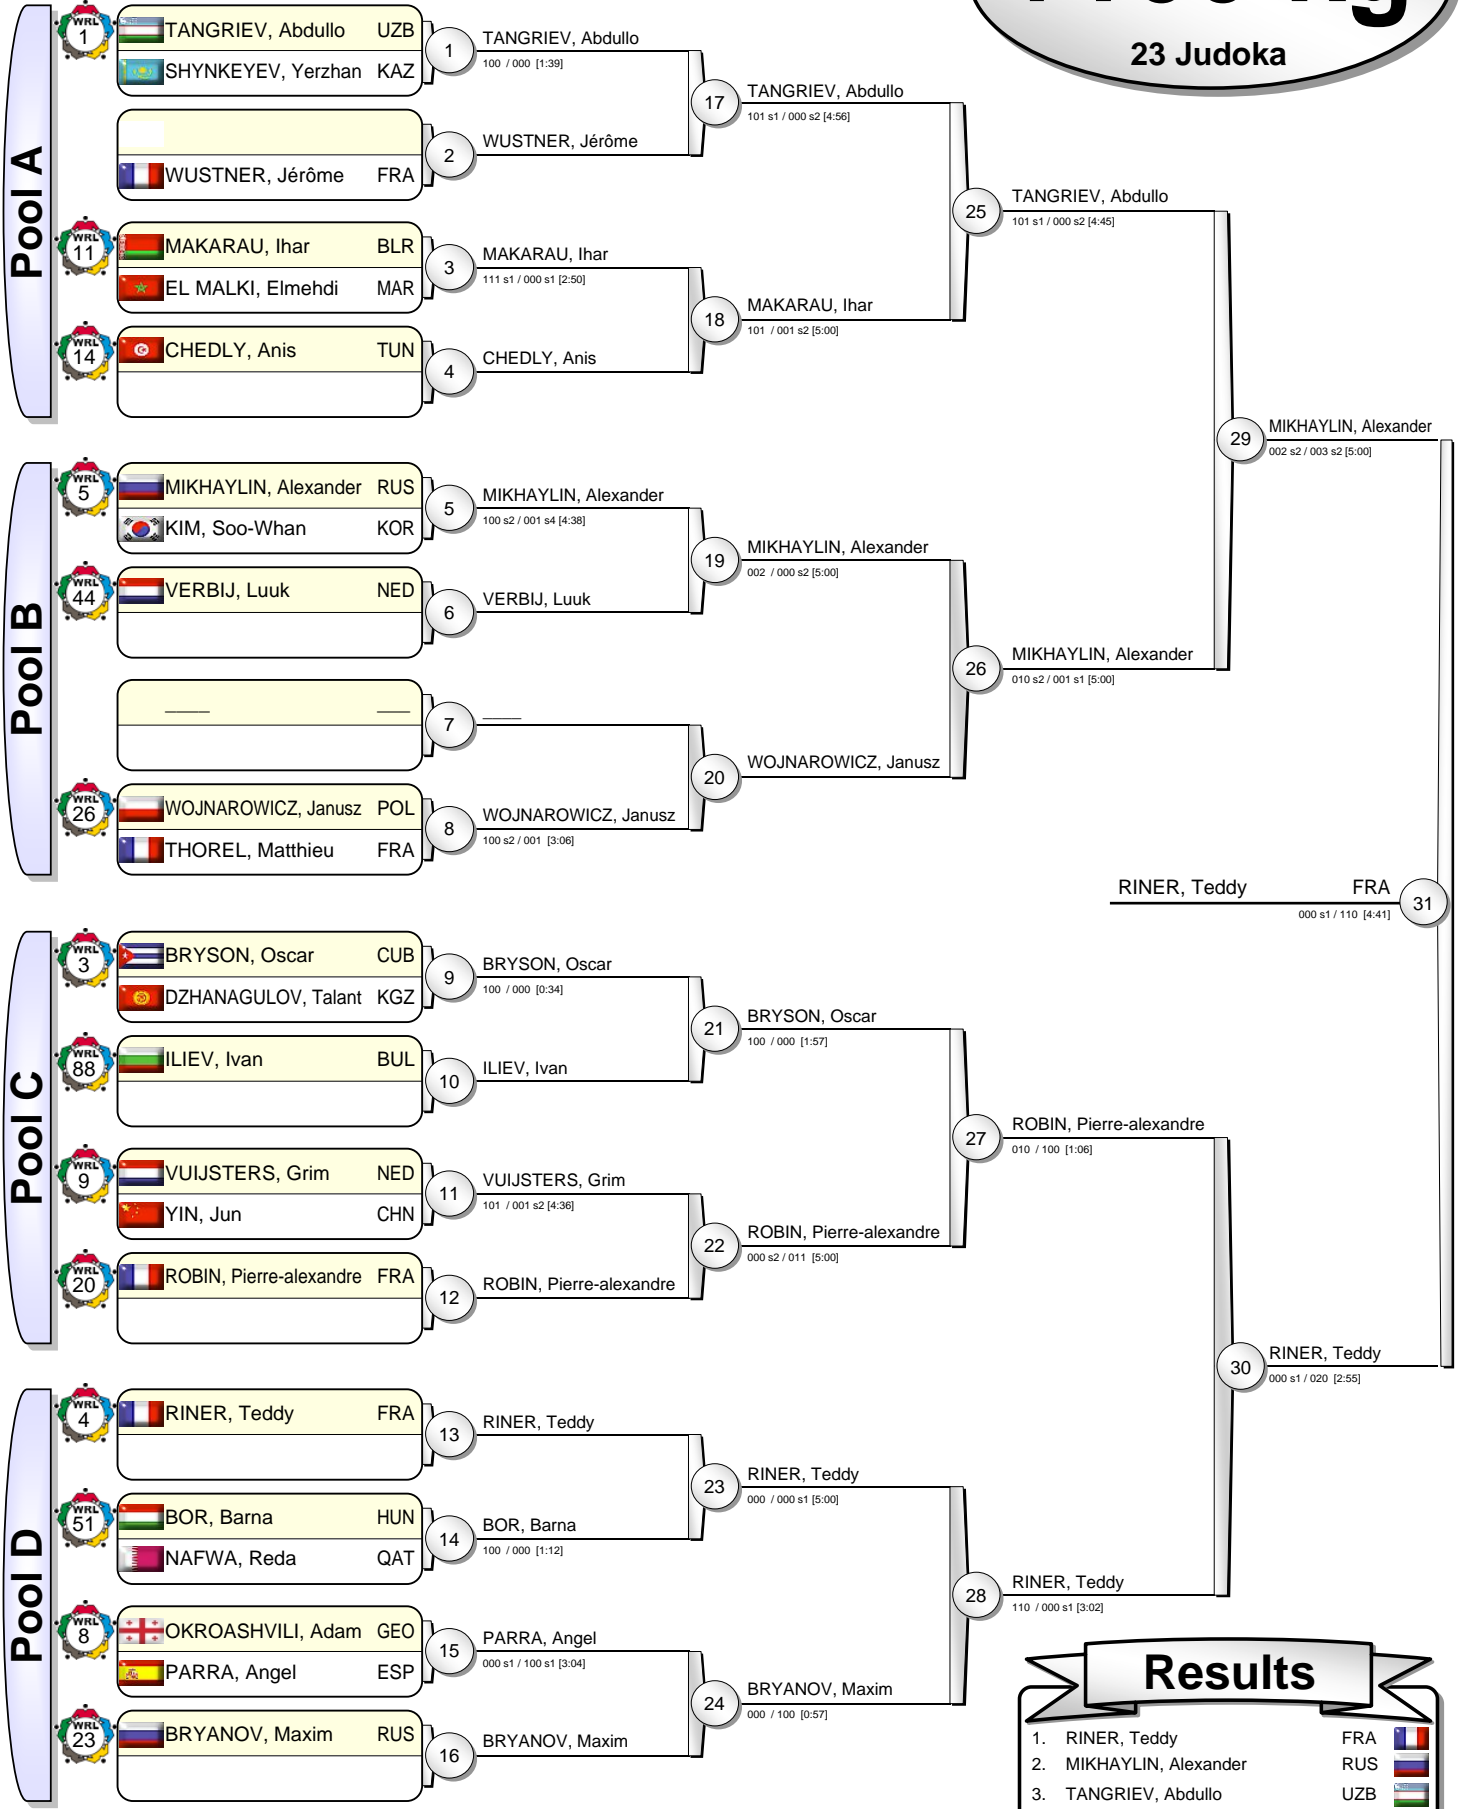 23 Judoka
Pool A
WRL 1
TANGRIEV, Abdullo UZB
SHYNKEYEV, Yerzhan KAZ
1
TANGRIEV, Abdullo
100 / 000 [1:39]
WUSTNER, Jérôme FRA
2
WUSTNER, Jérôme
17
TANGRIEV, Abdullo
101 s1 / 000 s2 [4:56]
WRL 11
MAKARAU, Ihar BLR
EL MALKI, Elmehdi MAR
3
MAKARAU, Ihar
111 s1 / 000 s1 [2:50]
WRL 14
CHEDLY, Anis TUN
4
CHEDLY, Anis
18
MAKARAU, Ihar
101 / 001 s2 [5:00]
25
TANGRIEV, Abdullo
101 s1 / 000 s2 [4:45]
Pool B
WRL 5
MIKHAYLIN, Alexander RUS
KIM, Soo-Whan KOR
5
MIKHAYLIN, Alexander
100 s2 / 001 s4 [4:38]
WRL 44
VERBIJ, Luuk NED
6
VERBIJ, Luuk
19
MIKHAYLIN, Alexander
002 / 000 s2 [5:00]
____ ___
7
____
WRL 26
WOJNAROWICZ, Janusz POL
THOREL, Matthieu FRA
8
WOJNAROWICZ, Janusz
100 s2 / 001 [3:06]
20
WOJNAROWICZ, Janusz
26
MIKHAYLIN, Alexander
010 s2 / 001 s1 [5:00]
29
MIKHAYLIN, Alexander
002 s2 / 003 s2 [5:00]
RINER, Teddy FRA
000 s1 / 110 [4:41]
31
Pool C
WRL 3
BRYSON, Oscar CUB
DZHANAGULOV, Talant KGZ
9
BRYSON, Oscar
100 / 000 [0:34]
WRL 88
ILIEV, Ivan BUL
10
ILIEV, Ivan
21
BRYSON, Oscar
100 / 000 [1:57]
WRL 9
VUIJSTERS, Grim NED
YIN, Jun CHN
11
VUIJSTERS, Grim
101 / 001 s2 [4:36]
WRL 20
ROBIN, Pierre-alexandre FRA
12
ROBIN, Pierre-alexandre
22
ROBIN, Pierre-alexandre
000 s2 / 011 [5:00]
27
ROBIN, Pierre-alexandre
010 / 100 [1:06]
Pool D
WRL 4
RINER, Teddy FRA
13
RINER, Teddy
WRL 51
BOR, Barna HUN
NAFWA, Reda QAT
14
BOR, Barna
100 / 000 [1:12]
23
RINER, Teddy
000 / 000 s1 [5:00]
WRL 8
OKROASHVILI, Adam GEO
PARRA, Angel ESP
15
PARRA, Angel
000 s1 / 100 s1 [3:04]
WRL 23
BRYANOV, Maxim RUS
16
BRYANOV, Maxim
24
BRYANOV, Maxim
000 / 100 [0:57]
28
RINER, Teddy
110 / 000 s1 [3:02]
30
RINER, Teddy
000 s1 / 020 [2:55]
Results
1. RINER, Teddy FRA
2. MIKHAYLIN, Alexander RUS
3. TANGRIEV, Abdullo UZB